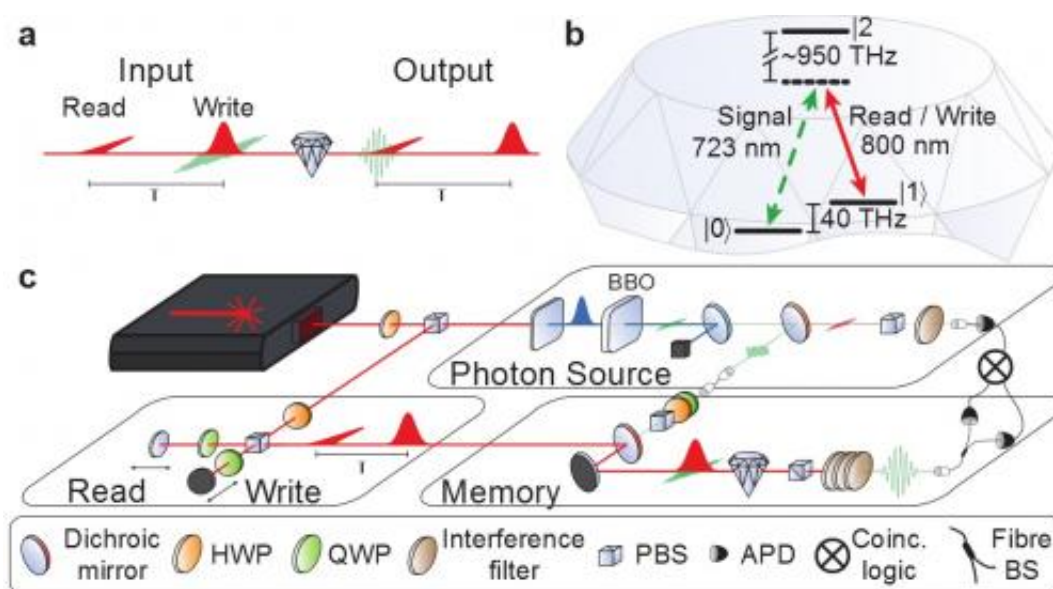 a
Input
Output
Read
Write
T
T
b
|2
~950 THz
Signal
723 nm
Read / Write
800 nm
|1⟩
|0⟩
40 THz
c
BBO
Photon Source
T
Read
Write
Memory
Dichroic
mirror
HWP
QWP
Interference
filter
PBS
APD
Coinc.
logic
Fibre
BS